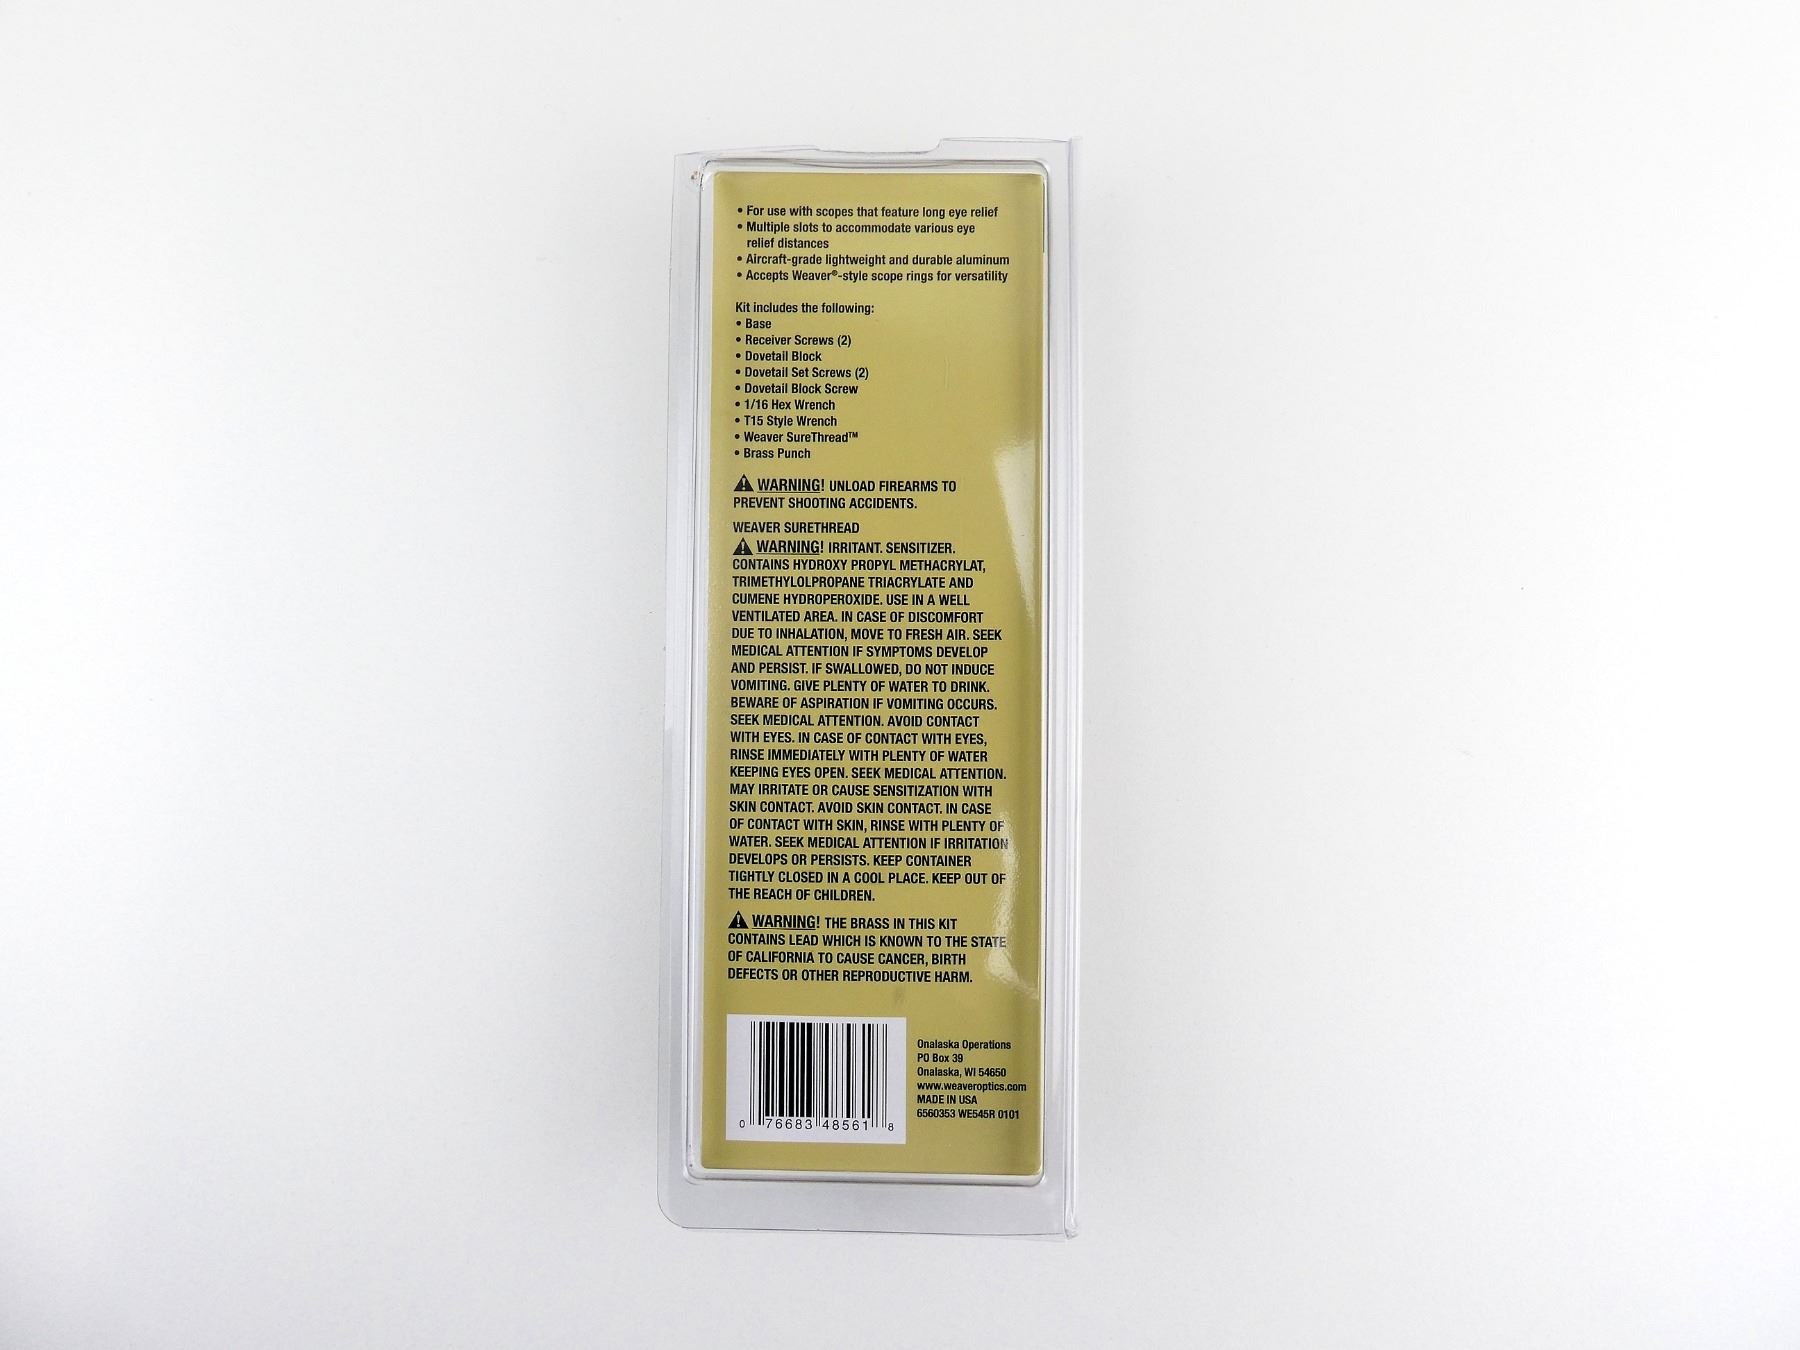 • For use with scopes that feature long eye relief
• Multiple slots to accommodate various eye
relief distances
• Aircraft-grade lightweight and durable aluminum
• Accepts Weaver®-style scope rings for versatility
Kit includes the following:
• Base
• Receiver Screws (2)
• Dovetail Block
• Dovetail Set Screws (2)
• Dovetail Block Screw
• 1/16 Hex Wrench
• T15 Style Wrench
• Weaver SureThread™
• Brass Punch
⚠ WARNING! UNLOAD FIREARMS TO
PREVENT SHOOTING ACCIDENTS.
WEAVER SURETHREAD
⚠ WARNING! IRRITANT. SENSITIZER.
CONTAINS HYDROXY PROPYL METHACRYLAT,
TRIMETHYLOLPROPANE TRIACRYLATE AND
CUMENE HYDROPEROXIDE. USE IN A WELL
VENTILATED AREA. IN CASE OF DISCOMFORT
DUE TO INHALATION, MOVE TO FRESH AIR. SEEK
MEDICAL ATTENTION IF SYMPTOMS DEVELOP
AND PERSIST. IF SWALLOWED, DO NOT INDUCE
VOMITING. GIVE PLENTY OF WATER TO DRINK.
BEWARE OF ASPIRATION IF VOMITING OCCURS.
SEEK MEDICAL ATTENTION. AVOID CONTACT
WITH EYES. IN CASE OF CONTACT WITH EYES,
RINSE IMMEDIATELY WITH PLENTY OF WATER
KEEPING EYES OPEN. SEEK MEDICAL ATTENTION.
MAY IRRITATE OR CAUSE SENSITIZATION WITH
SKIN CONTACT. AVOID SKIN CONTACT. IN CASE
OF CONTACT WITH SKIN, RINSE WITH PLENTY OF
WATER. SEEK MEDICAL ATTENTION IF IRRITATION
DEVELOPS OR PERSISTS. KEEP CONTAINER
TIGHTLY CLOSED IN A COOL PLACE. KEEP OUT OF
THE REACH OF CHILDREN.
⚠ WARNING! THE BRASS IN THIS KIT
CONTAINS LEAD WHICH IS KNOWN TO THE STATE
OF CALIFORNIA TO CAUSE CANCER, BIRTH
DEFECTS OR OTHER REPRODUCTIVE HARM.
0 76683 48561 8
Onalaska Operations
PO Box 39
Onalaska, WI 54650
www.weaveroptics.com
MADE IN USA
6560353 WE545R 0101